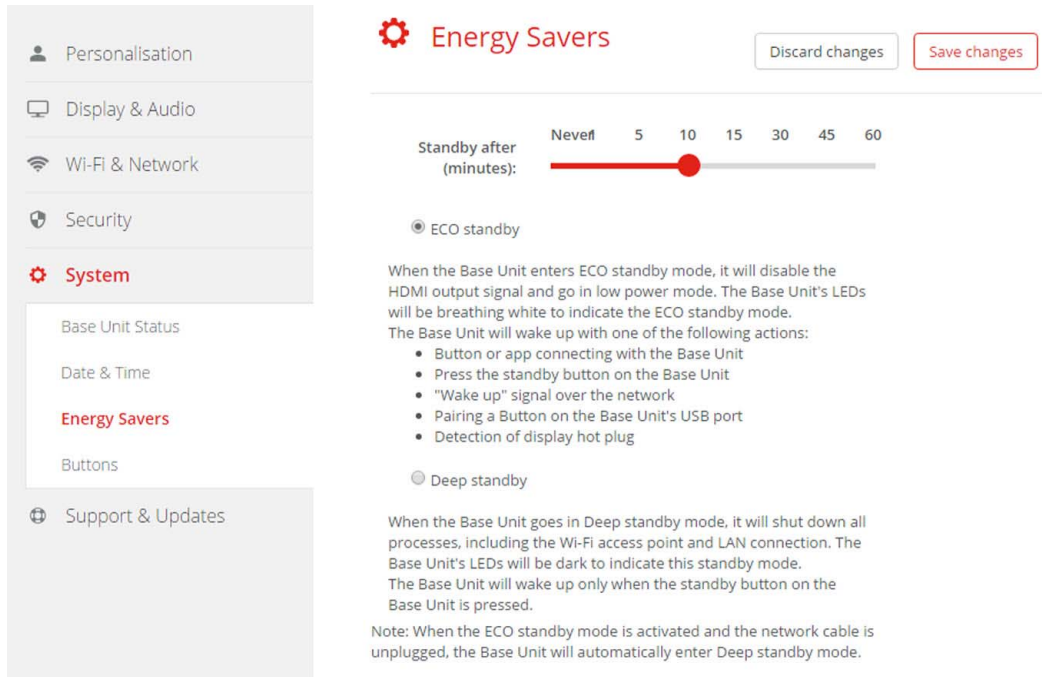 Personalisation
Display & Audio
Wi-Fi & Network
Security
System
Base Unit Status
Date & Time
Energy Savers
Buttons
Support & Updates
Energy Savers
Discard changes
Save changes
Standby after
(minutes):
Never 1 5 10 15 30 45 60
ECO standby
When the Base Unit enters ECO standby mode, it will disable the
HDMI output signal and go in low power mode. The Base Unit's LEDs
will be breathing white to indicate the ECO standby mode.
The Base Unit will wake up with one of the following actions:
• Button or app connecting with the Base Unit
• Press the standby button on the Base Unit
• "Wake up" signal over the network
• Pairing a Button on the Base Unit's USB port
• Detection of display hot plug
Deep standby
When the Base Unit goes in Deep standby mode, it will shut down all
processes, including the Wi-Fi access point and LAN connection. The
Base Unit's LEDs will be dark to indicate this standby mode.
The Base Unit will wake up only when the standby button on the
Base Unit is pressed.
Note: When the ECO standby mode is activated and the network cable is
unplugged, the Base Unit will automatically enter Deep standby mode.